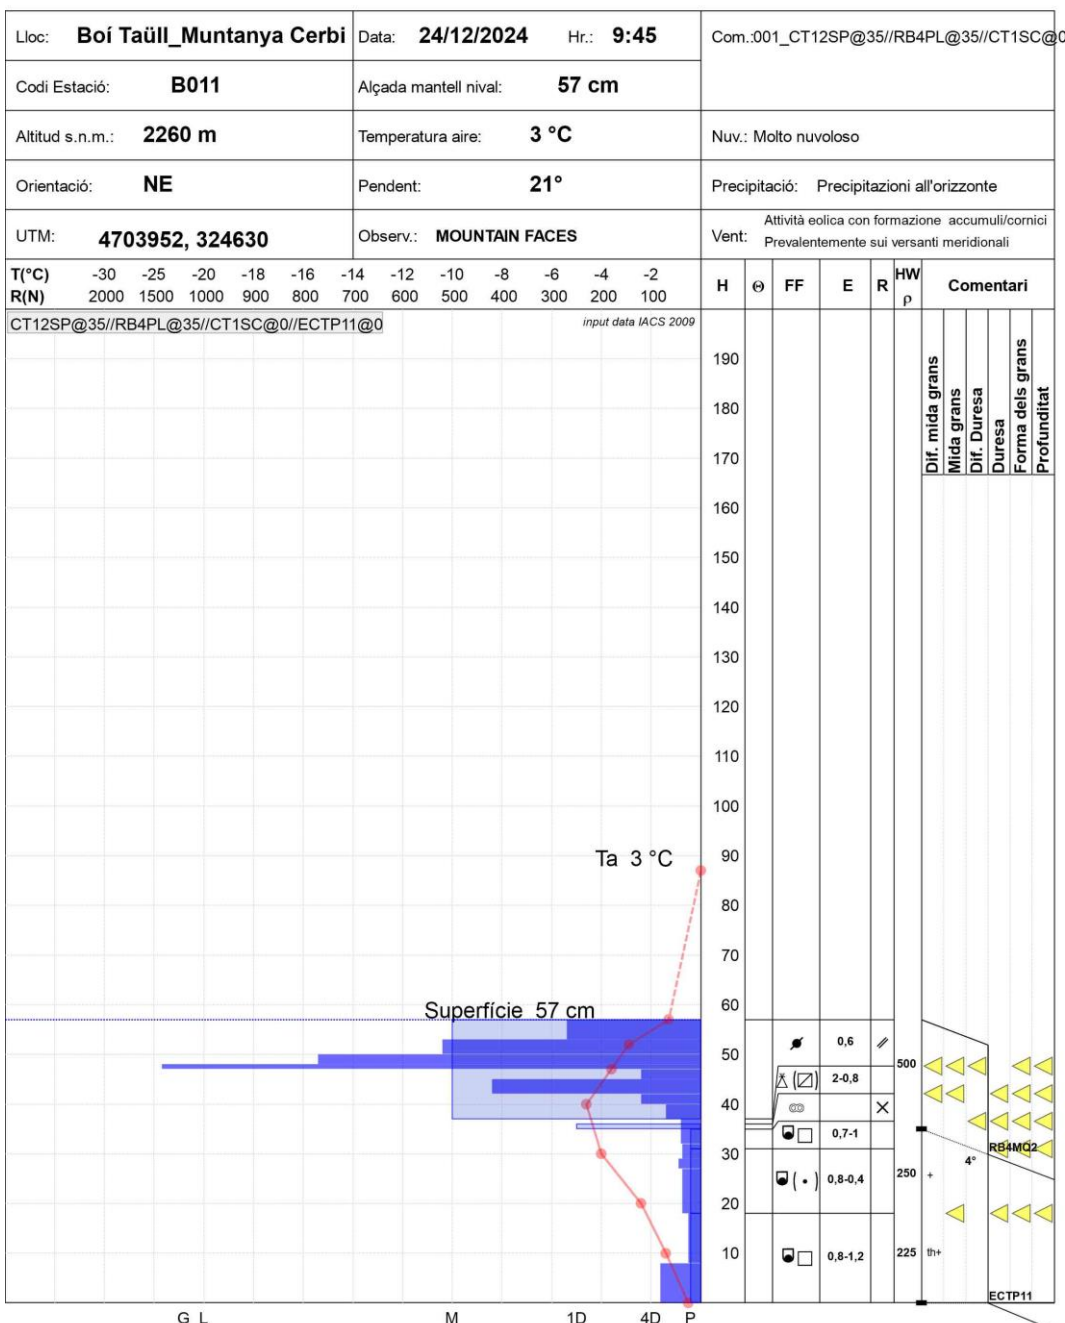 Lloc: Boí Taüll_Muntanya Cerbi Data: 24/12/2024 Hr.: 9:45 Com.:001_CT12SP@35//RB4PL@35//CT1SC@0
Codi Estació: B011 Alçada mantell nival: 57 cm
Altitud s.n.m.: 2260 m Temperatura aire: 3 °C Nuv.: Molto nuvoloso
Orientació: NE Pendent: 21° Precipitació: Precipitazioni all'orizzonte
UTM: 4703952, 324630 Observ.: MOUNTAIN FACES Vent: Attività eolica con formazione accumuli/cornici
Prevalentemente sui versanti meridionali
T(°C) -30 -25 -20 -18 -16 -14 -12 -10 -8 -6 -4 -2
R(N) 2000 1500 1000 900 800 700 600 500 400 300 200 100
H Θ FF E R HW ρ Comentari
CT12SP@35//RB4PL@35//CT1SC@0//ECTP11@0 input data IACS 2009
Dif. mida grans
Mida grans
Dif. Duresa
Duresa
Forma dels grans
Profunditat
190
180
170
160
150
140
130
120
110
100
Ta 3 °C 90
80
70
Superfície 57 cm 60
0,6
50 500
2-0,8
40
0,7-1
30 RB4MQ2
4°
250 +
0,8-0,4
20
10 0,8-1,2 225 th+
ECTP11
G L M 1D 4D P